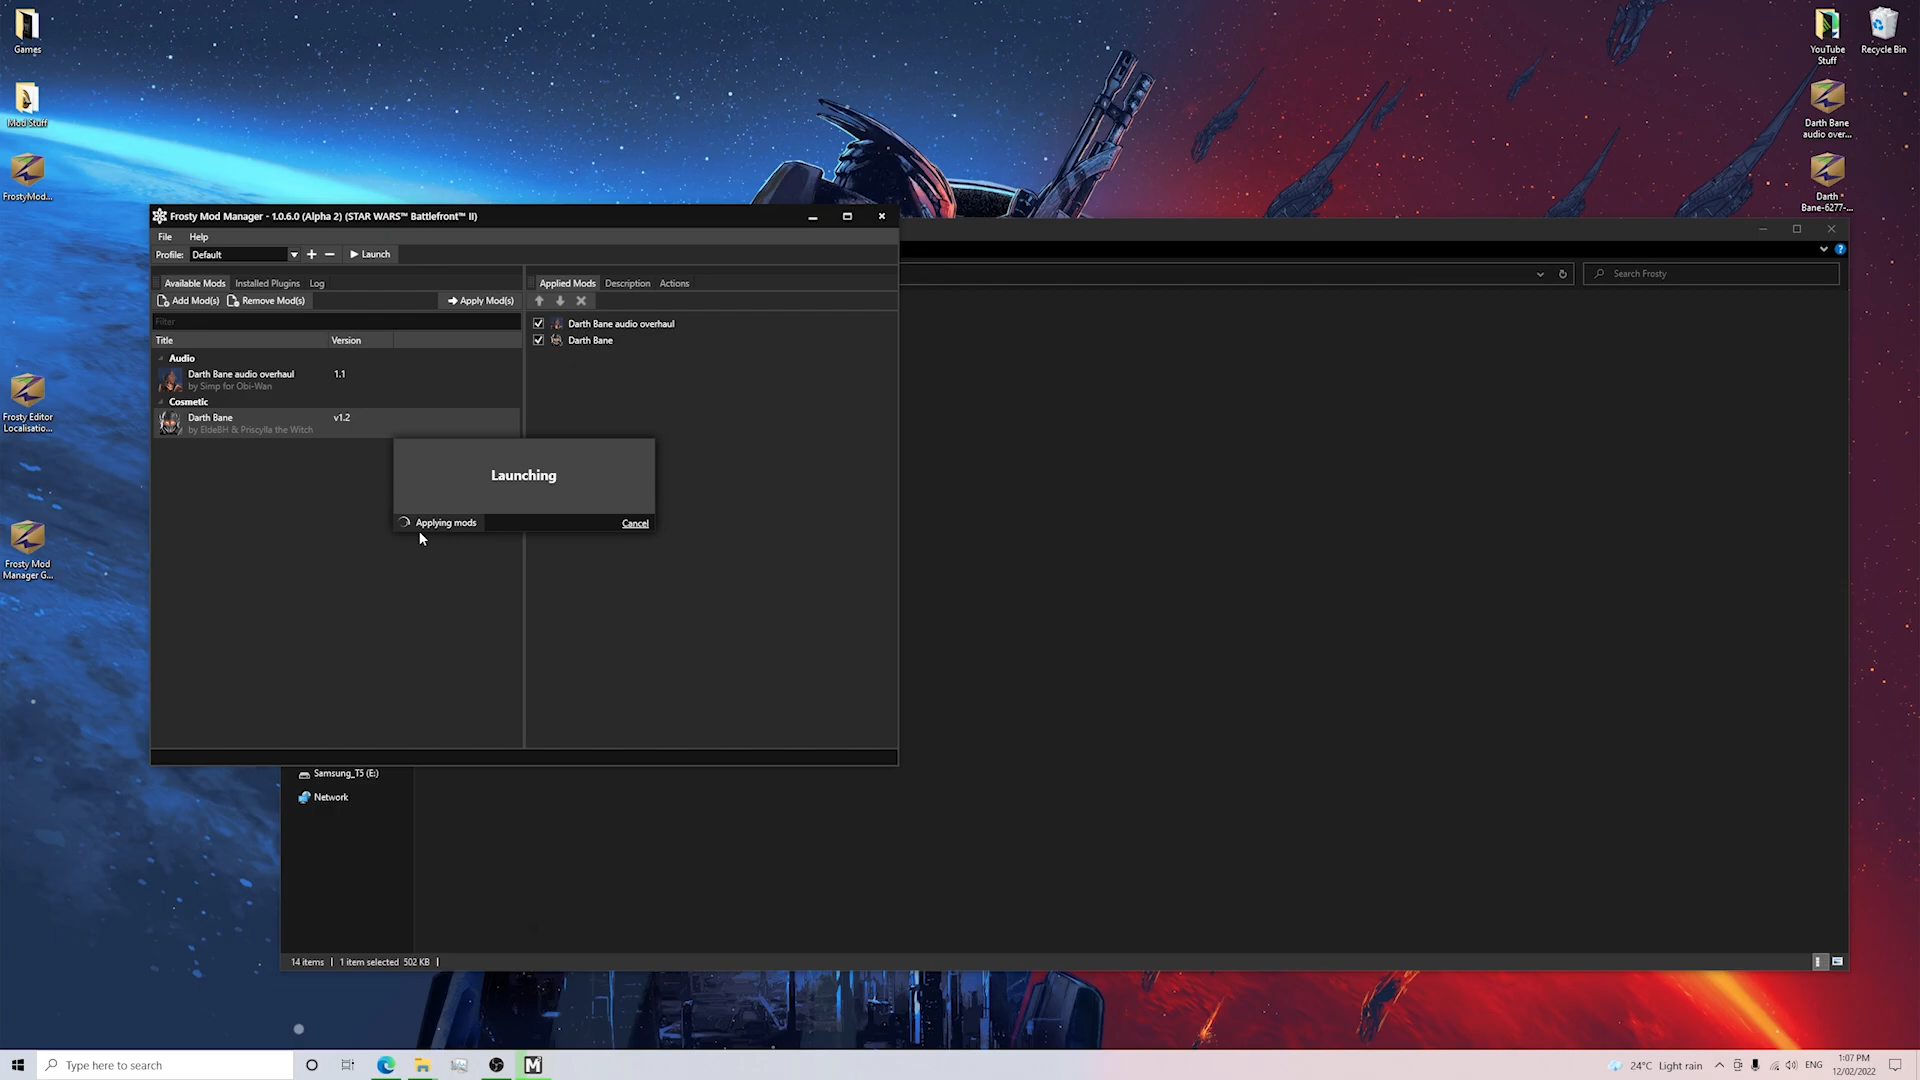 Games
Mod Stuff
FrostyMod...
Frosty Editor
Localisatio...
Frosty Mod
Manager G...
YouTube
Stuff
Recycle Bin
Darth Bane
audio over...
Darth
Bane-6277-...
Frosty Mod Manager - 1.0.6.0 (Alpha 2) (STAR WARS™ Battlefront™ II)
File Help
Profile: Default Launch
Available Mods Installed Plugins Log
Add Mod(s) Remove Mod(s) Apply Mod(s)
Filter
Title Version
Audio
Darth Bane audio overhaul 1.1
by Simp for Obi-Wan
Cosmetic
Darth Bane v1.2
by EldeBH & Priscylla the Witch
Applied Mods Description Actions
Darth Bane audio overhaul
Darth Bane
Launching
Applying mods Cancel
Search Frosty
Samsung_T5 (E:)
Network
14 items 1 item selected 502 KB
Type here to search
24°C Light rain
ENG
1:07 PM
12/02/2022